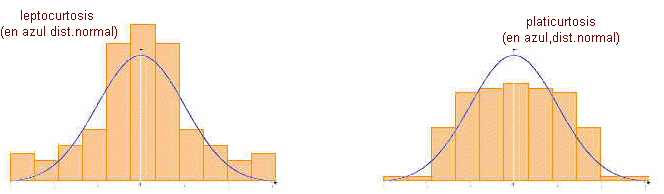 leptocurtosis
(en azul dist.normal)
platicurtosis
(en azul,dist.normal)